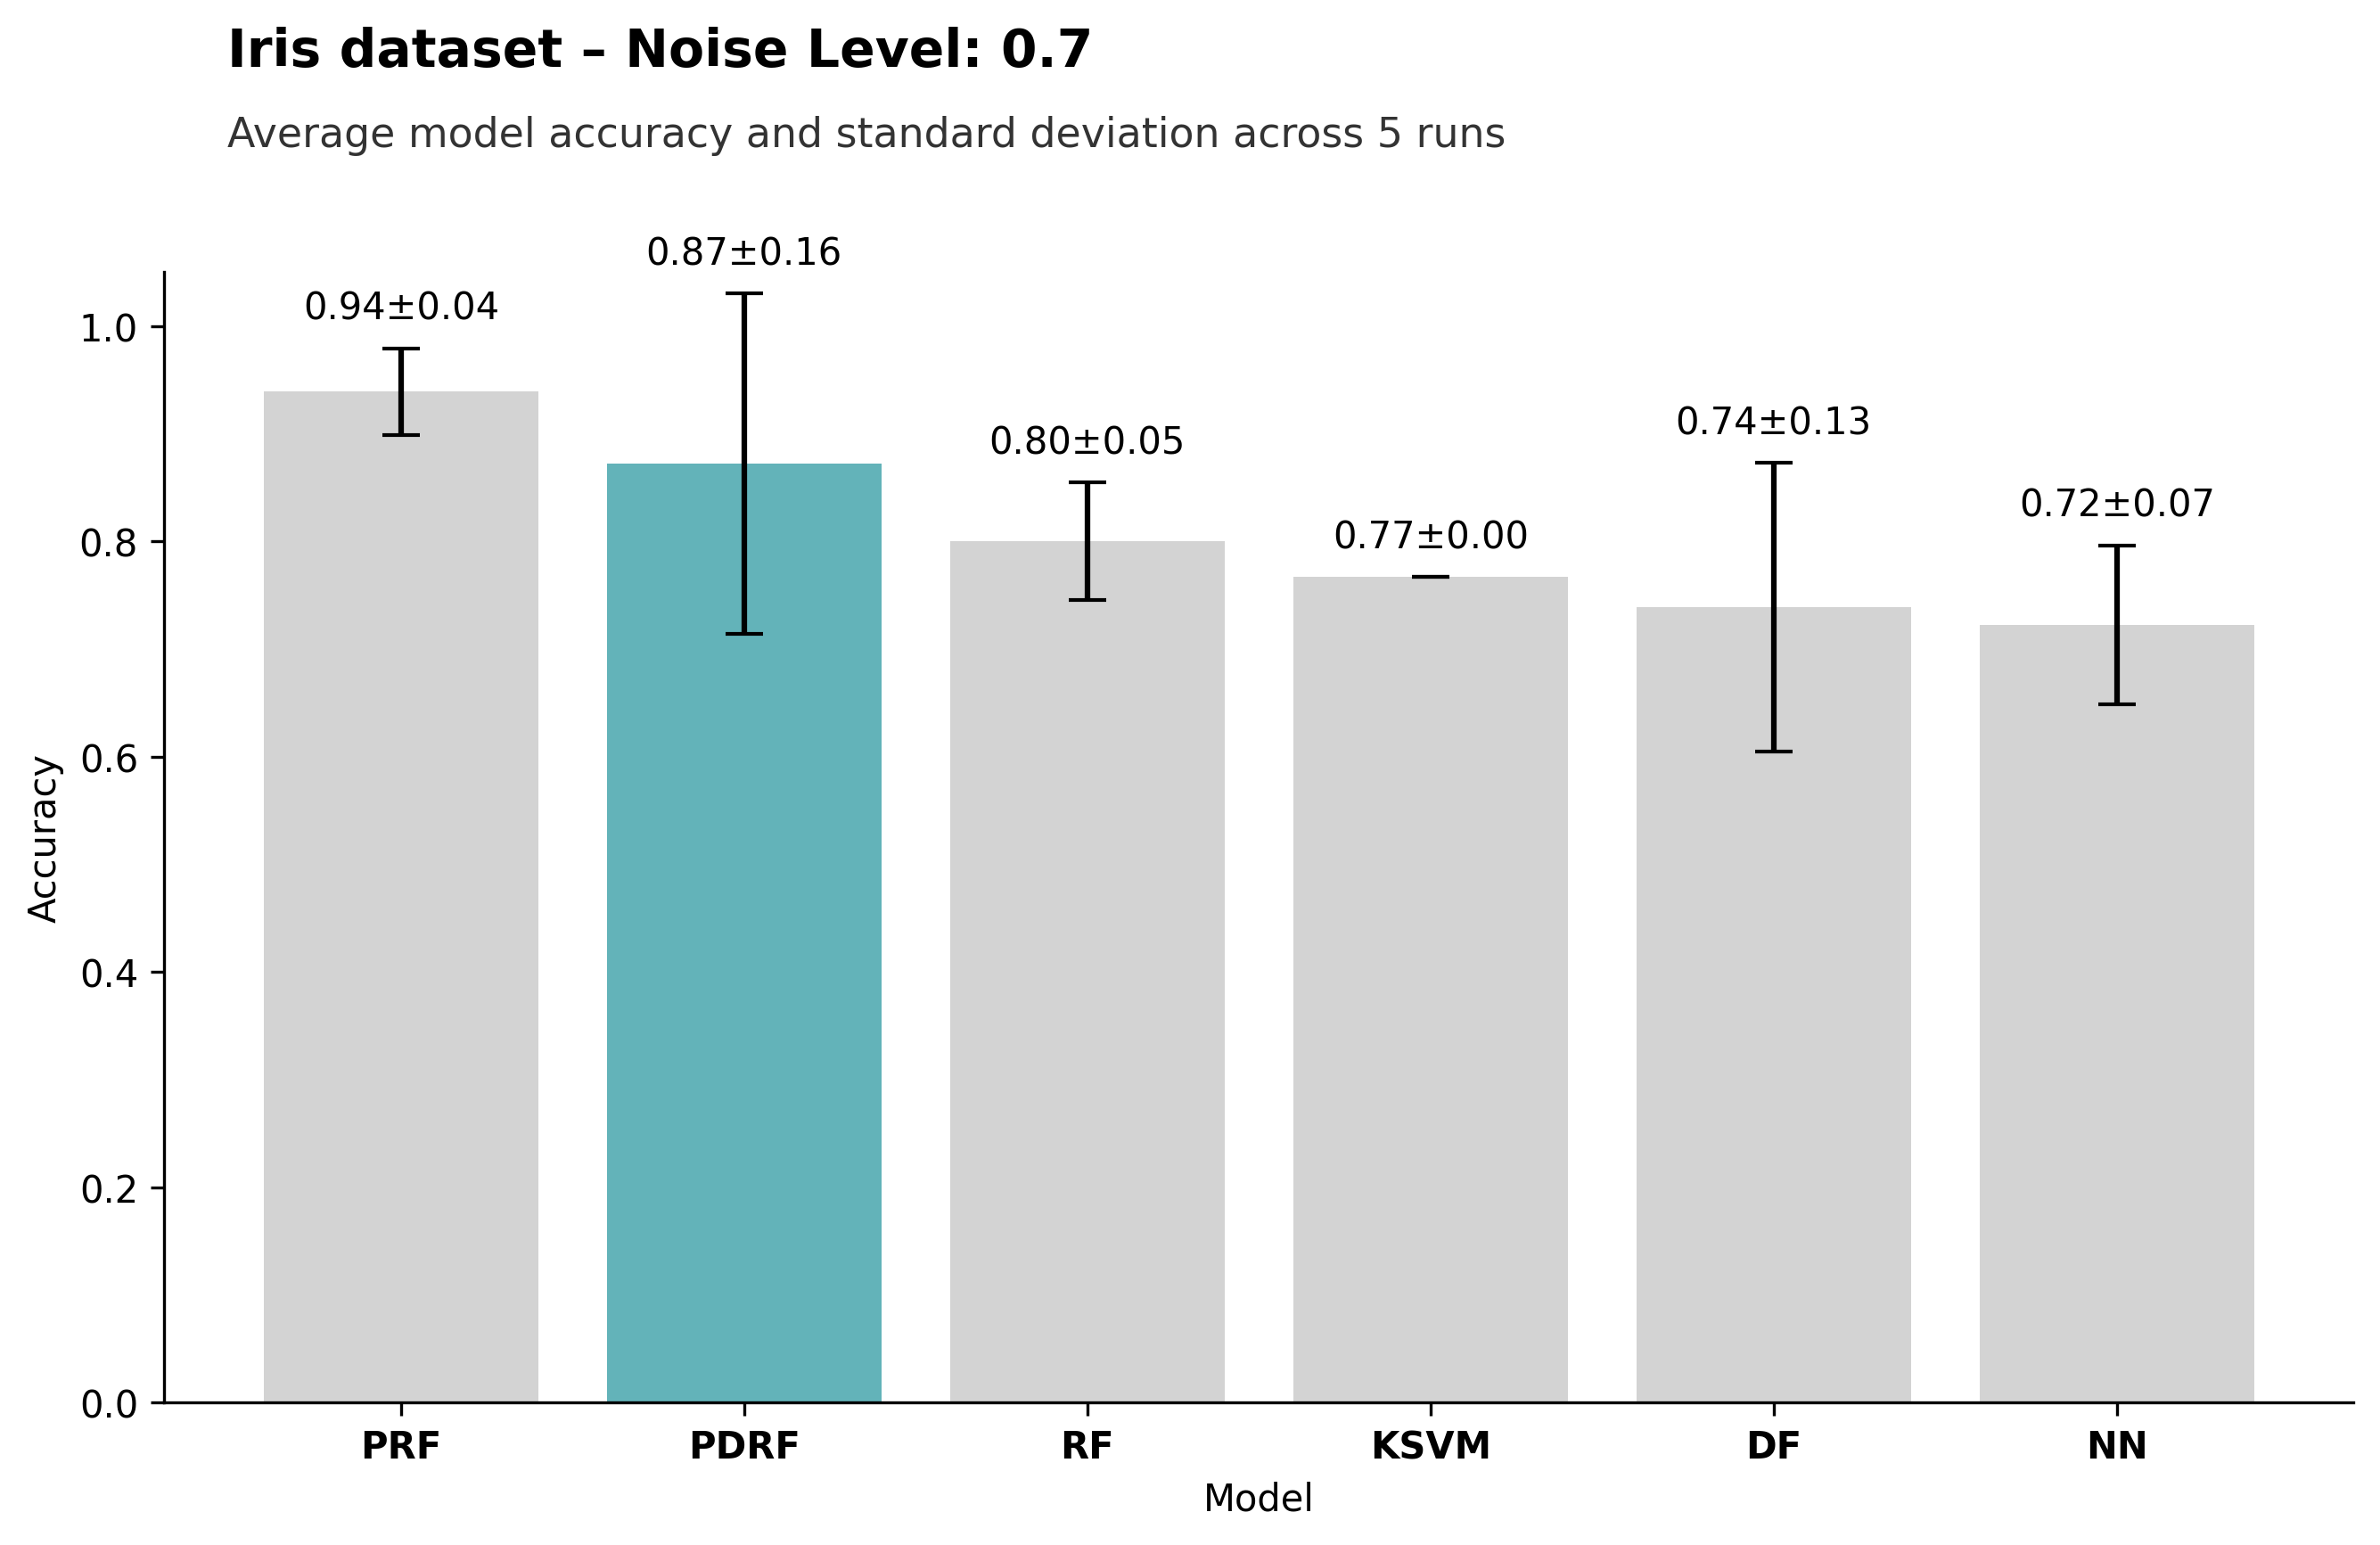 Iris dataset – Noise Level: 0.7
Average model accuracy and standard deviation across 5 runs
0.87±0.16
0.94±0.04
0.80±0.05
0.77±0.00
0.74±0.13
0.72±0.07
1.0
0.8
0.6
0.4
0.2
0.0
Accuracy
PRF PDRF RF KSVM DF NN
Model